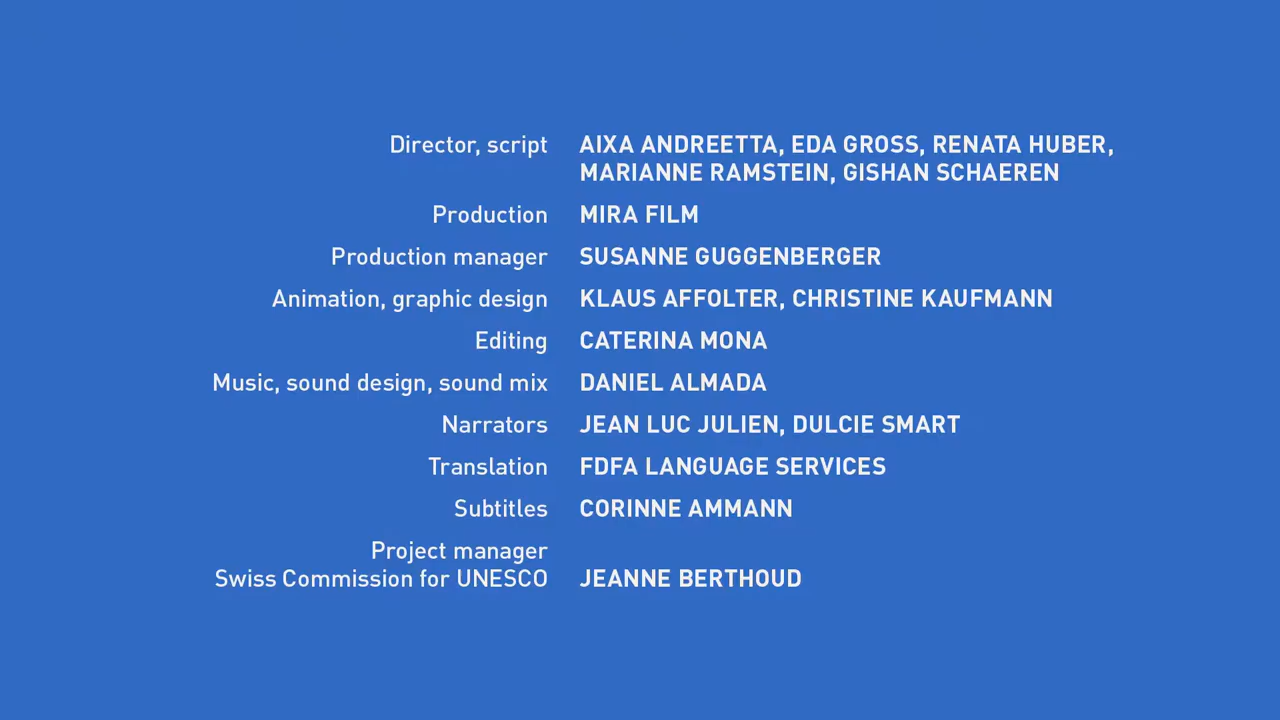 Director, script AIXA ANDREETTA, EDA GROSS, RENATA HUBER,
MARIANNE RAMSTEIN, GISHAN SCHAEREN
Production MIRA FILM
Production manager SUSANNE GUGGENBERGER
Animation, graphic design KLAUS AFFOLTER, CHRISTINE KAUFMANN
Editing CATERINA MONA
Music, sound design, sound mix DANIEL ALMADA
Narrators JEAN LUC JULIEN, DULCIE SMART
Translation FDFA LANGUAGE SERVICES
Subtitles CORINNE AMMANN
Project manager
Swiss Commission for UNESCO JEANNE BERTHOUD